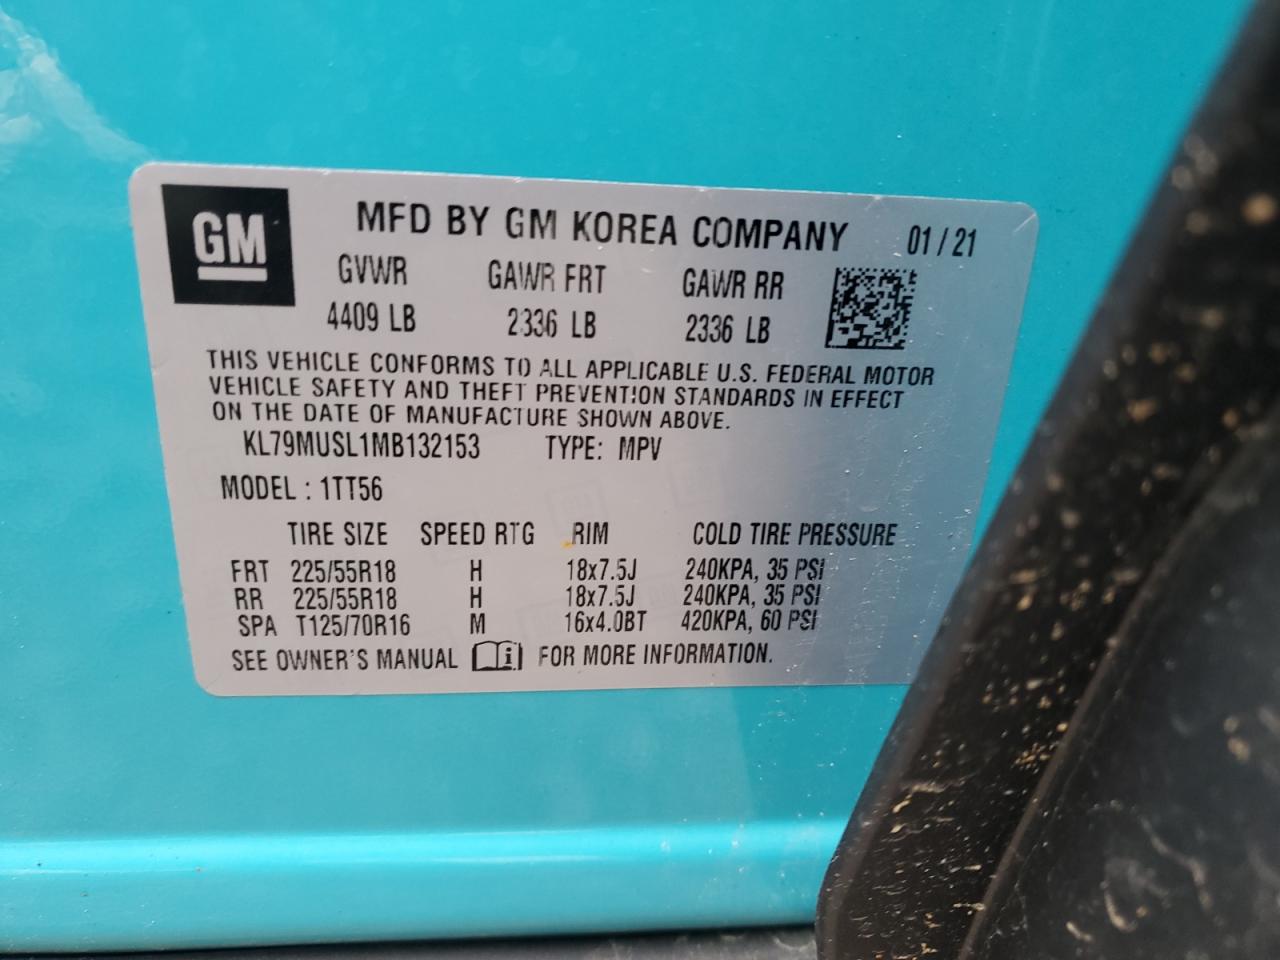 GM MFD BY GM KOREA COMPANY 01/21
GVWR GAWR FRT GAWR RR
4409 LB 2336 LB 2336 LB
THIS VEHICLE CONFORMS TO ALL APPLICABLE U.S. FEDERAL MOTOR
VEHICLE SAFETY AND THEFT PREVENTION STANDARDS IN EFFECT
ON THE DATE OF MANUFACTURE SHOWN ABOVE.
KL79MUSL1MB132153 TYPE: MPV
MODEL : 1TT56
TIRE SIZE SPEED RTG RIM COLD TIRE PRESSURE
FRT 225/55R18 H 18x7.5J 240KPA, 35 PSI
RR 225/55R18 H 18x7.5J 240KPA, 35 PSI
SPA T125/70R16 M 16x4.0BT 420KPA, 60 PSI
SEE OWNER'S MANUAL i FOR MORE INFORMATION.